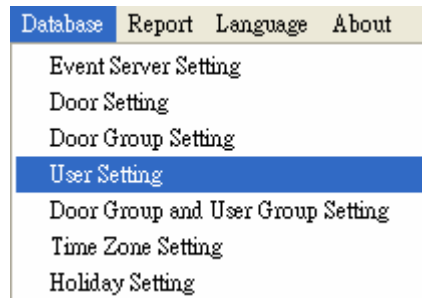 Database Report Language About
Event Server Setting
Door Setting
Door Group Setting
User Setting
Door Group and User Group Setting
Time Zone Setting
Holiday Setting